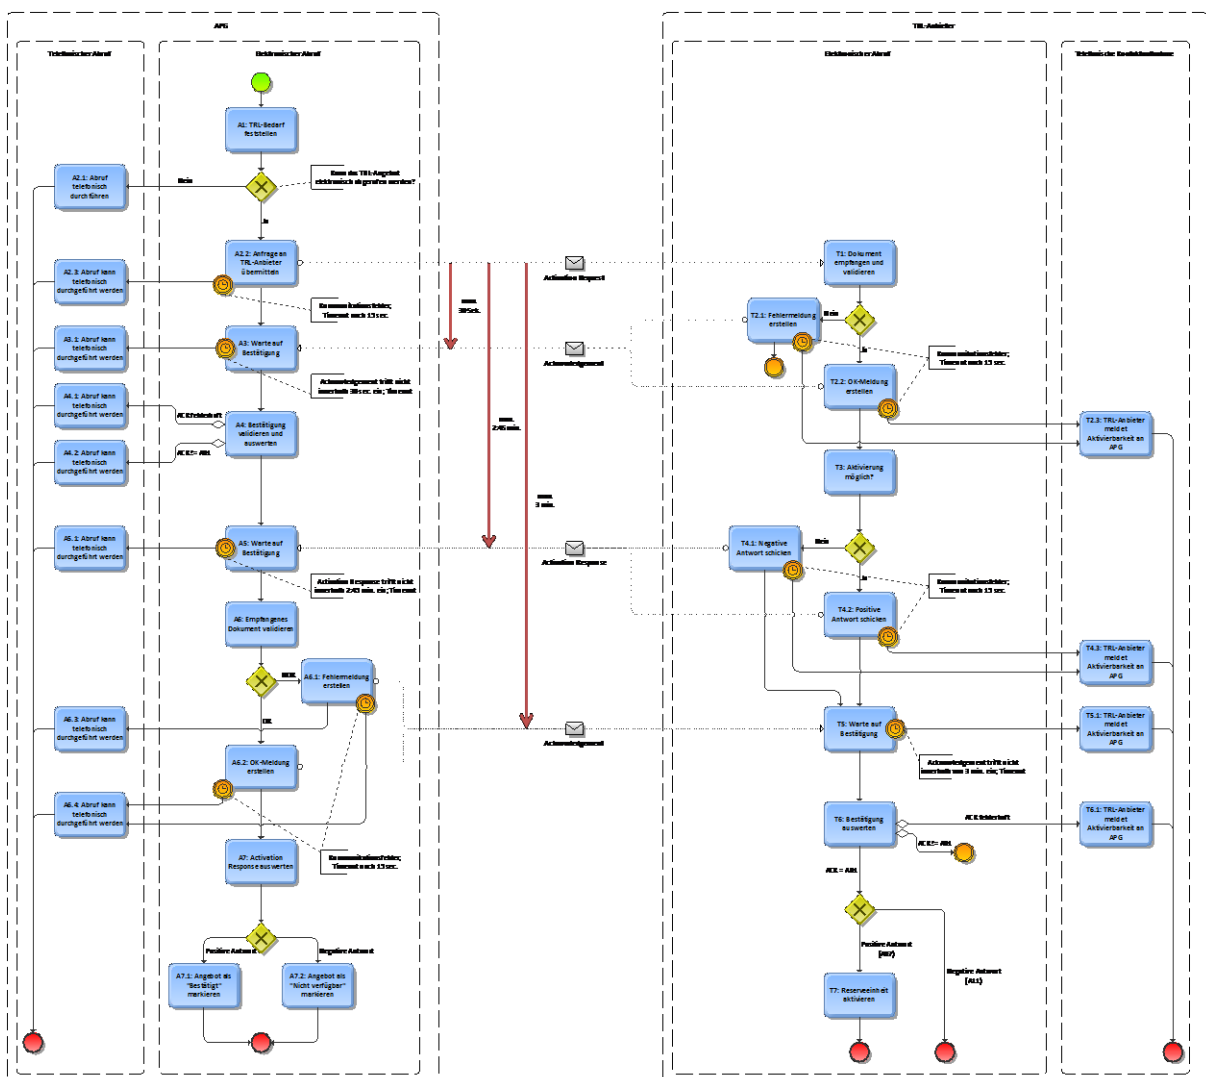 APG
TRL-Anbieter
Telefonischer Abruf
Elektronischer Abruf
Elektronischer Abruf
Telefonische Kontaktaufnahme
A1: TRL-Bedarf
feststellen
Kann das TRL-Angebot
elektronisch abgerufen werden?
Nein
A2.1: Abruf
telefonisch
durchführen
Ja
A2.2: Anfrage an
TRL-Anbieter
übermitteln
A2.3: Abruf kann
telefonisch
durchgeführt werden
Kommunikationsfehler;
Timeout nach 15 sec.
Activation Request
T1: Dokument
empfangen und
validieren
max.
30 Sek.
T2.1: Fehlermeldung
erstellen
Nein
Ja
A3.1: Abruf kann
telefonisch
durchgeführt werden
A3: Warte auf
Bestätigung
Acknowledgement
Kommunikationsfehler;
Timeout nach 15 sec.
Acknowledgement trifft nicht
innerhalb 30 sec. ein; Timeout
T2.2: OK-Meldung
erstellen
A4.1: Abruf kann
telefonisch
durchgeführt werden
ACK fehlerhaft
A4: Bestätigung
validieren und
auswerten
max.
2:45 min.
T2.3: TRL-Anbieter
meldet
Aktivierbarkeit an
APG
A4.2: Abruf kann
telefonisch
durchgeführt werden
ACK != A01
T3: Aktivierung
möglich?
max.
3 min.
A5.1: Abruf kann
telefonisch
durchgeführt werden
A5: Warte auf
Bestätigung
Activation Response
T4.1: Negative
Antwort schicken
Nein
Ja
Activation Response trifft nicht
innerhalb 2:45 min. ein; Timeout
Kommunikationsfehler;
Timeout nach 15 sec.
A6: Empfangenes
Dokument validieren
T4.2: Positive
Antwort schicken
NOK
A6.1: Fehlermeldung
erstellen
T4.3: TRL-Anbieter
meldet
Aktivierbarkeit an
APG
OK
A6.3: Abruf kann
telefonisch
durchgeführt werden
Acknowledgement
T5: Warte auf
Bestätigung
T5.1: TRL-Anbieter
meldet
Aktivierbarkeit an
APG
A6.2: OK-Meldung
erstellen
Acknowledgement trifft nicht
innerhalb von 3 min. ein; Timeout
A6.4: Abruf kann
telefonisch
durchgeführt werden
T6: Bestätigung
auswerten
ACK fehlerhaft
T6.1: TRL-Anbieter
meldet
Aktivierbarkeit an
APG
ACK != A01
A7: Activation
Response auswerten
Kommunikationsfehler;
Timeout nach 15 sec.
ACK = A01
Positive Antwort
Negative Antwort
Positive Antwort
A7.1: Angebot als
"Bestätigt"
markieren
A7.2: Angebot als
"Nicht verfügbar"
markieren
Negative Antwort
T7: Reserveeinheit
aktivieren